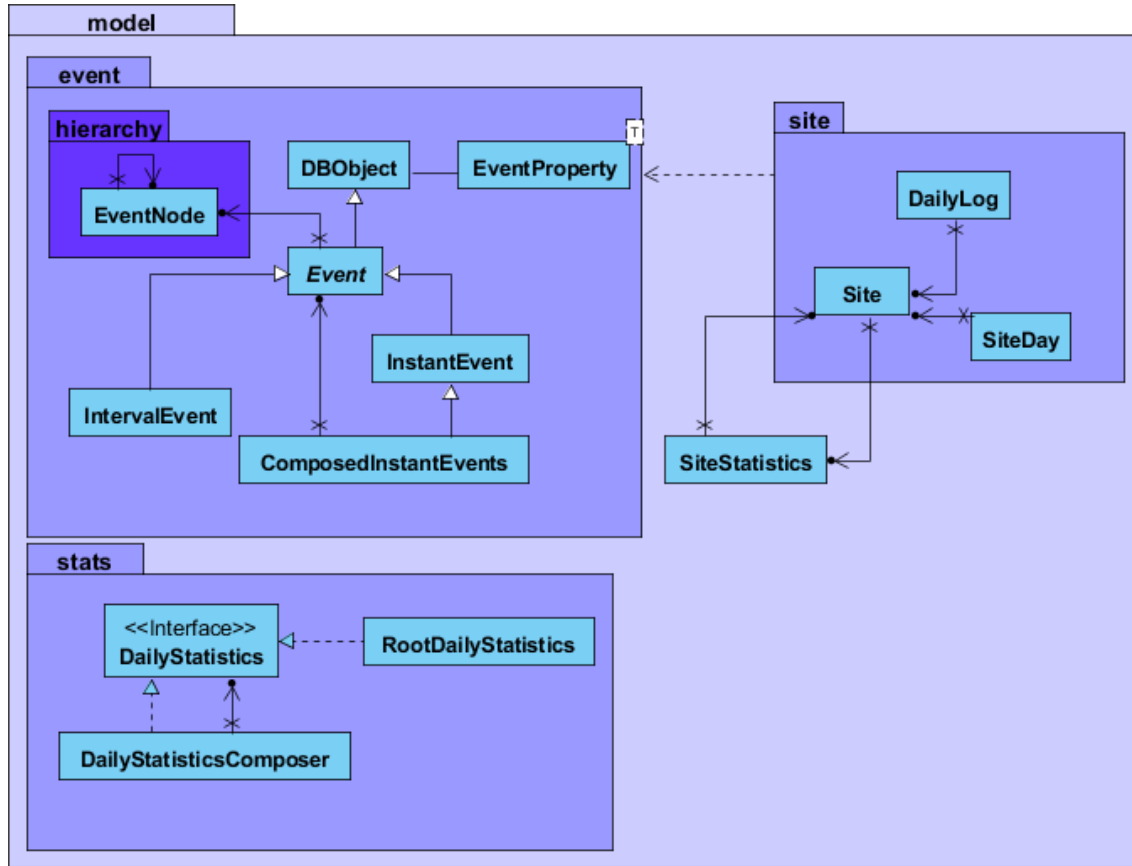 model
event
hierarchy
EventNode
DBObject
EventProperty
T
Event
InstantEvent
IntervalEvent
ComposedInstantEvents
site
DailyLog
Site
SiteDay
SiteStatistics
stats
<<Interface>>
DailyStatistics
RootDailyStatistics
DailyStatisticsComposer